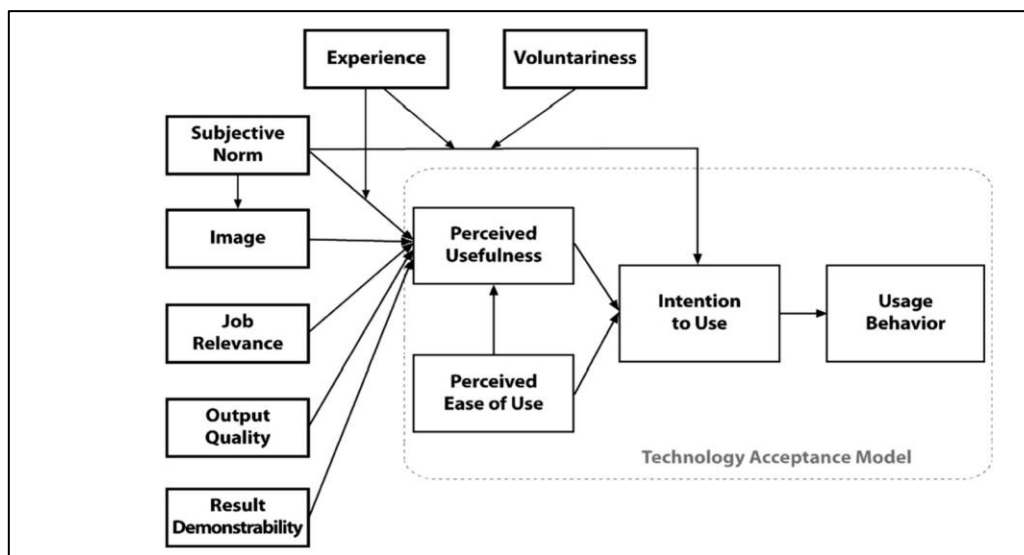 Experience
Voluntariness
Subjective
Norm
Image
Job
Relevance
Output
Quality
Result
Demonstrability
Perceived
Usefulness
Perceived
Ease of Use
Intention
to Use
Usage
Behavior
Technology Acceptance Model